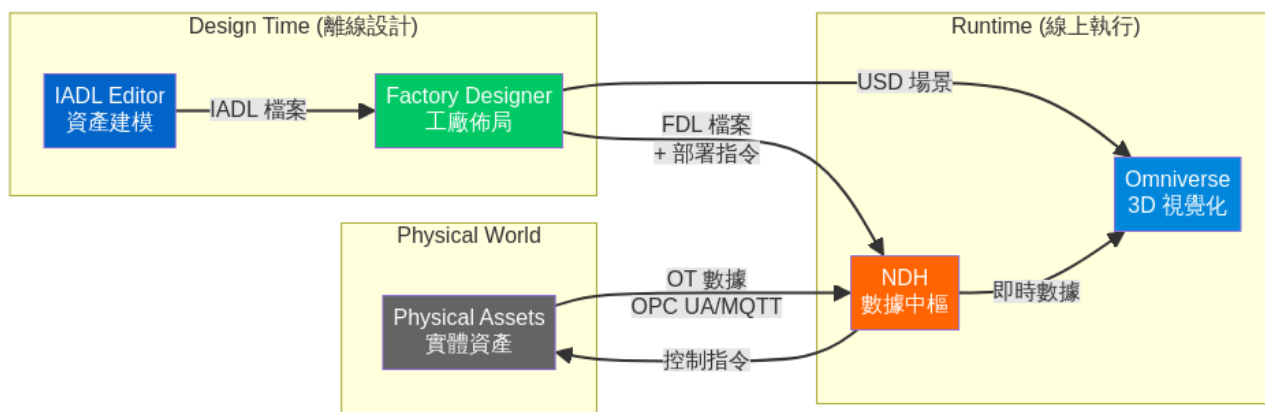 Design Time (離線設計)
IADL Editor
資產建模
IADL 檔案
Factory Designer
工廠佈局
Runtime (線上執行)
USD 場景
FDL 檔案
+ 部署指令
Omniverse
3D 視覺化
Physical World
Physical Assets
實體資產
OT 數據
OPC UA/MQTT
控制指令
NDH
數據中樞
即時數據